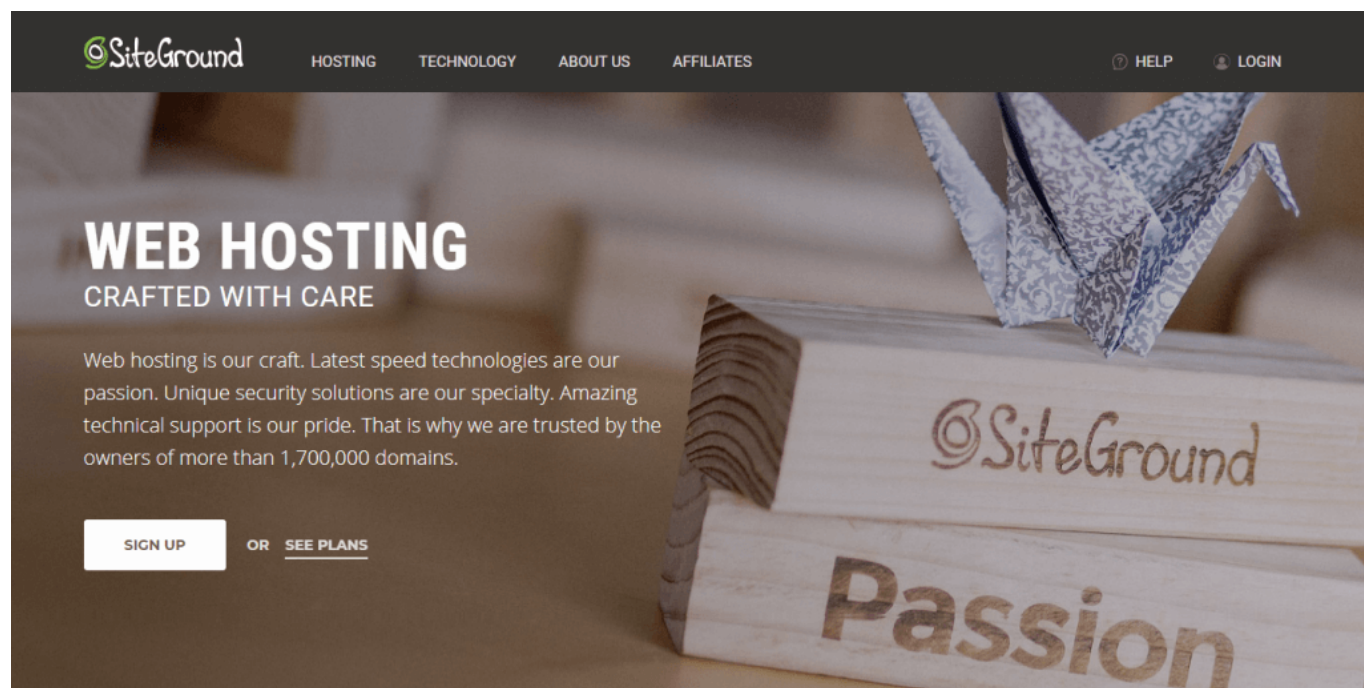 SiteGround
HOSTING
TECHNOLOGY
ABOUT US
AFFILIATES
HELP
LOGIN
WEB HOSTING
CRAFTED WITH CARE
Web hosting is our craft. Latest speed technologies are our
passion. Unique security solutions are our specialty. Amazing
technical support is our pride. That is why we are trusted by the
owners of more than 1,700,000 domains.
SIGN UP
OR SEE PLANS
SiteGround
Passion